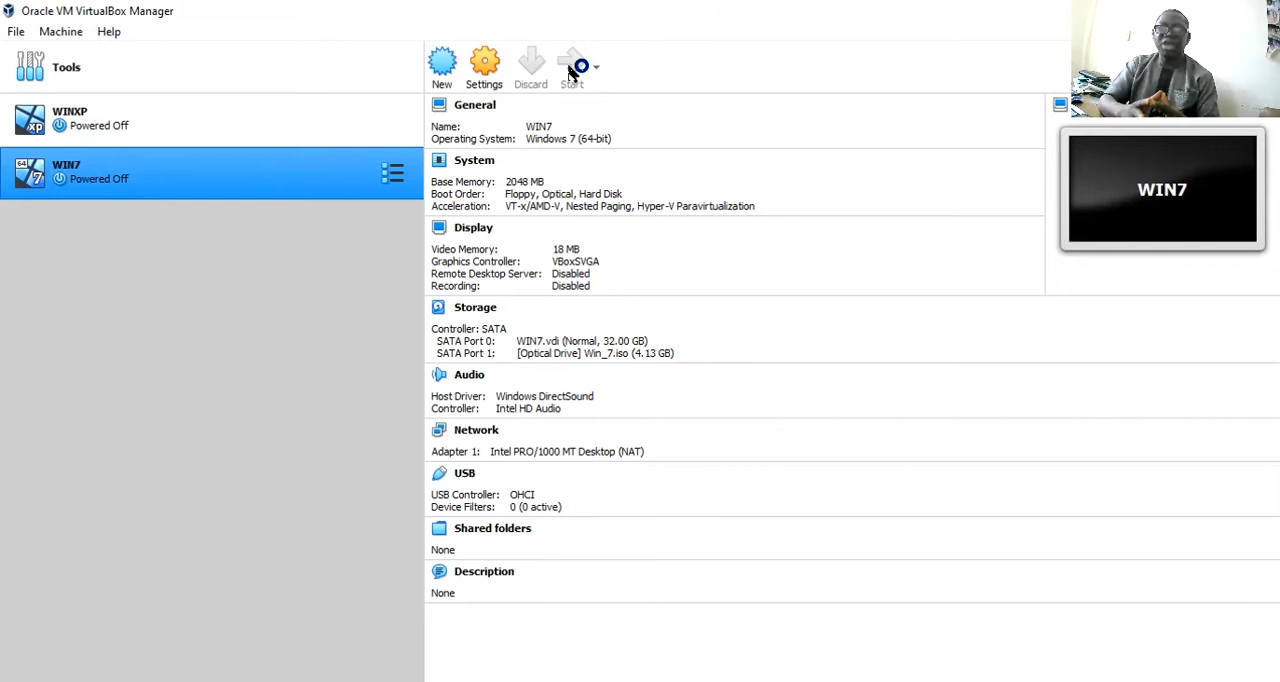 Oracle VM VirtualBox Manager
File Machine Help
Tools
New Settings Discard Start
WINXP
Powered Off
64 WIN7
7 Powered Off
General
Name: WIN7
Operating System: Windows 7 (64-bit)
System
Base Memory: 2048 MB
Boot Order: Floppy, Optical, Hard Disk
Acceleration: VT-x/AMD-V, Nested Paging, Hyper-V Paravirtualization
Display
Video Memory: 18 MB
Graphics Controller: VBoxSVGA
Remote Desktop Server: Disabled
Recording: Disabled
Storage
Controller: SATA
SATA Port 0: WIN7.vdi (Normal, 32.00 GB)
SATA Port 1: [Optical Drive] Win_7.iso (4.13 GB)
Audio
Host Driver: Windows DirectSound
Controller: Intel HD Audio
Network
Adapter 1: Intel PRO/1000 MT Desktop (NAT)
USB
USB Controller: OHCI
Device Filters: 0 (0 active)
Shared folders
None
Description
None
WIN7